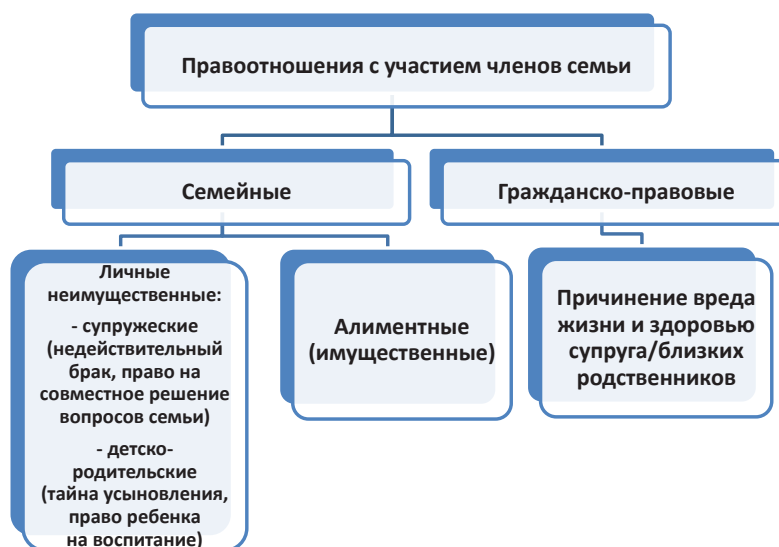 Правоотношения с участием членов семьи
Семейные
Гражданско-правовые
Личные
неимущественные:
- супружеские
(недействительный
брак, право на
совместное решение
вопросов семьи)
- детско-
родительские
(тайна усыновления,
право ребенка
на воспитание)
Алиментные
(имущественные)
Причинение вреда
жизни и здоровью
супруга/близких
родственников